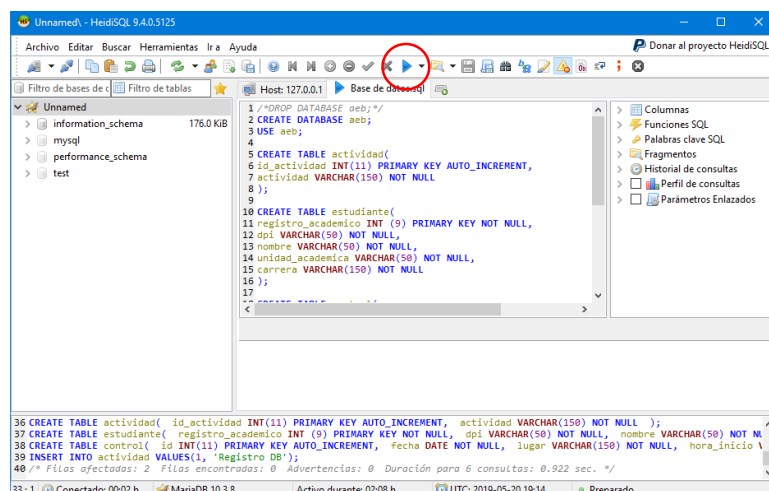 Unnamed\ - HeidiSQL 9.4.0.5125
Archivo Editar Buscar Herramientas Ir a Ayuda
Donar al proyecto HeidiSQL
Filtro de bases de c
Filtro de tablas
Host: 127.0.0.1
Base de datos.sql
Unnamed
information_schema 176.0 KiB
mysql
performance_schema
test
1 /*DROP DATABASE aeb;*/
2 CREATE DATABASE aeb;
3 USE aeb;
4
5 CREATE TABLE actividad(
6 id_actividad INT(11) PRIMARY KEY AUTO_INCREMENT,
7 actividad VARCHAR(150) NOT NULL
8 );
9
10 CREATE TABLE estudiante(
11 registro_academico INT (9) PRIMARY KEY NOT NULL,
12 dpi VARCHAR(50) NOT NULL,
13 nombre VARCHAR(50) NOT NULL,
14 unidad_academica VARCHAR(50) NOT NULL,
15 carrera VARCHAR(150) NOT NULL
16 );
17
Columnas
Funciones SQL
Palabras clave SQL
Fragmentos
Historial de consultas
Perfil de consultas
Parámetros Enlazados
36 CREATE TABLE actividad( id_actividad INT(11) PRIMARY KEY AUTO_INCREMENT, actividad VARCHAR(150) NOT NULL );
37 CREATE TABLE estudiante( registro_academico INT (9) PRIMARY KEY NOT NULL, dpi VARCHAR(50) NOT NULL, nombre VARCHAR(50) NOT NU
38 CREATE TABLE control( id INT(11) PRIMARY KEY AUTO_INCREMENT, fecha DATE NOT NULL, lugar VARCHAR(150) NOT NULL, hora_inicio V
39 INSERT INTO actividad VALUES(1, 'Registro DB');
40 /* Filas afectadas: 2 Filas encontradas: 0 Advertencias: 0 Duración para 6 consultas: 0.922 sec. */
33 : 1 Conectado: 00:02 h MariaDB 10.3.8 Activo durante: 02:08 h UTC: 2019-05-20 19:14 Preparado